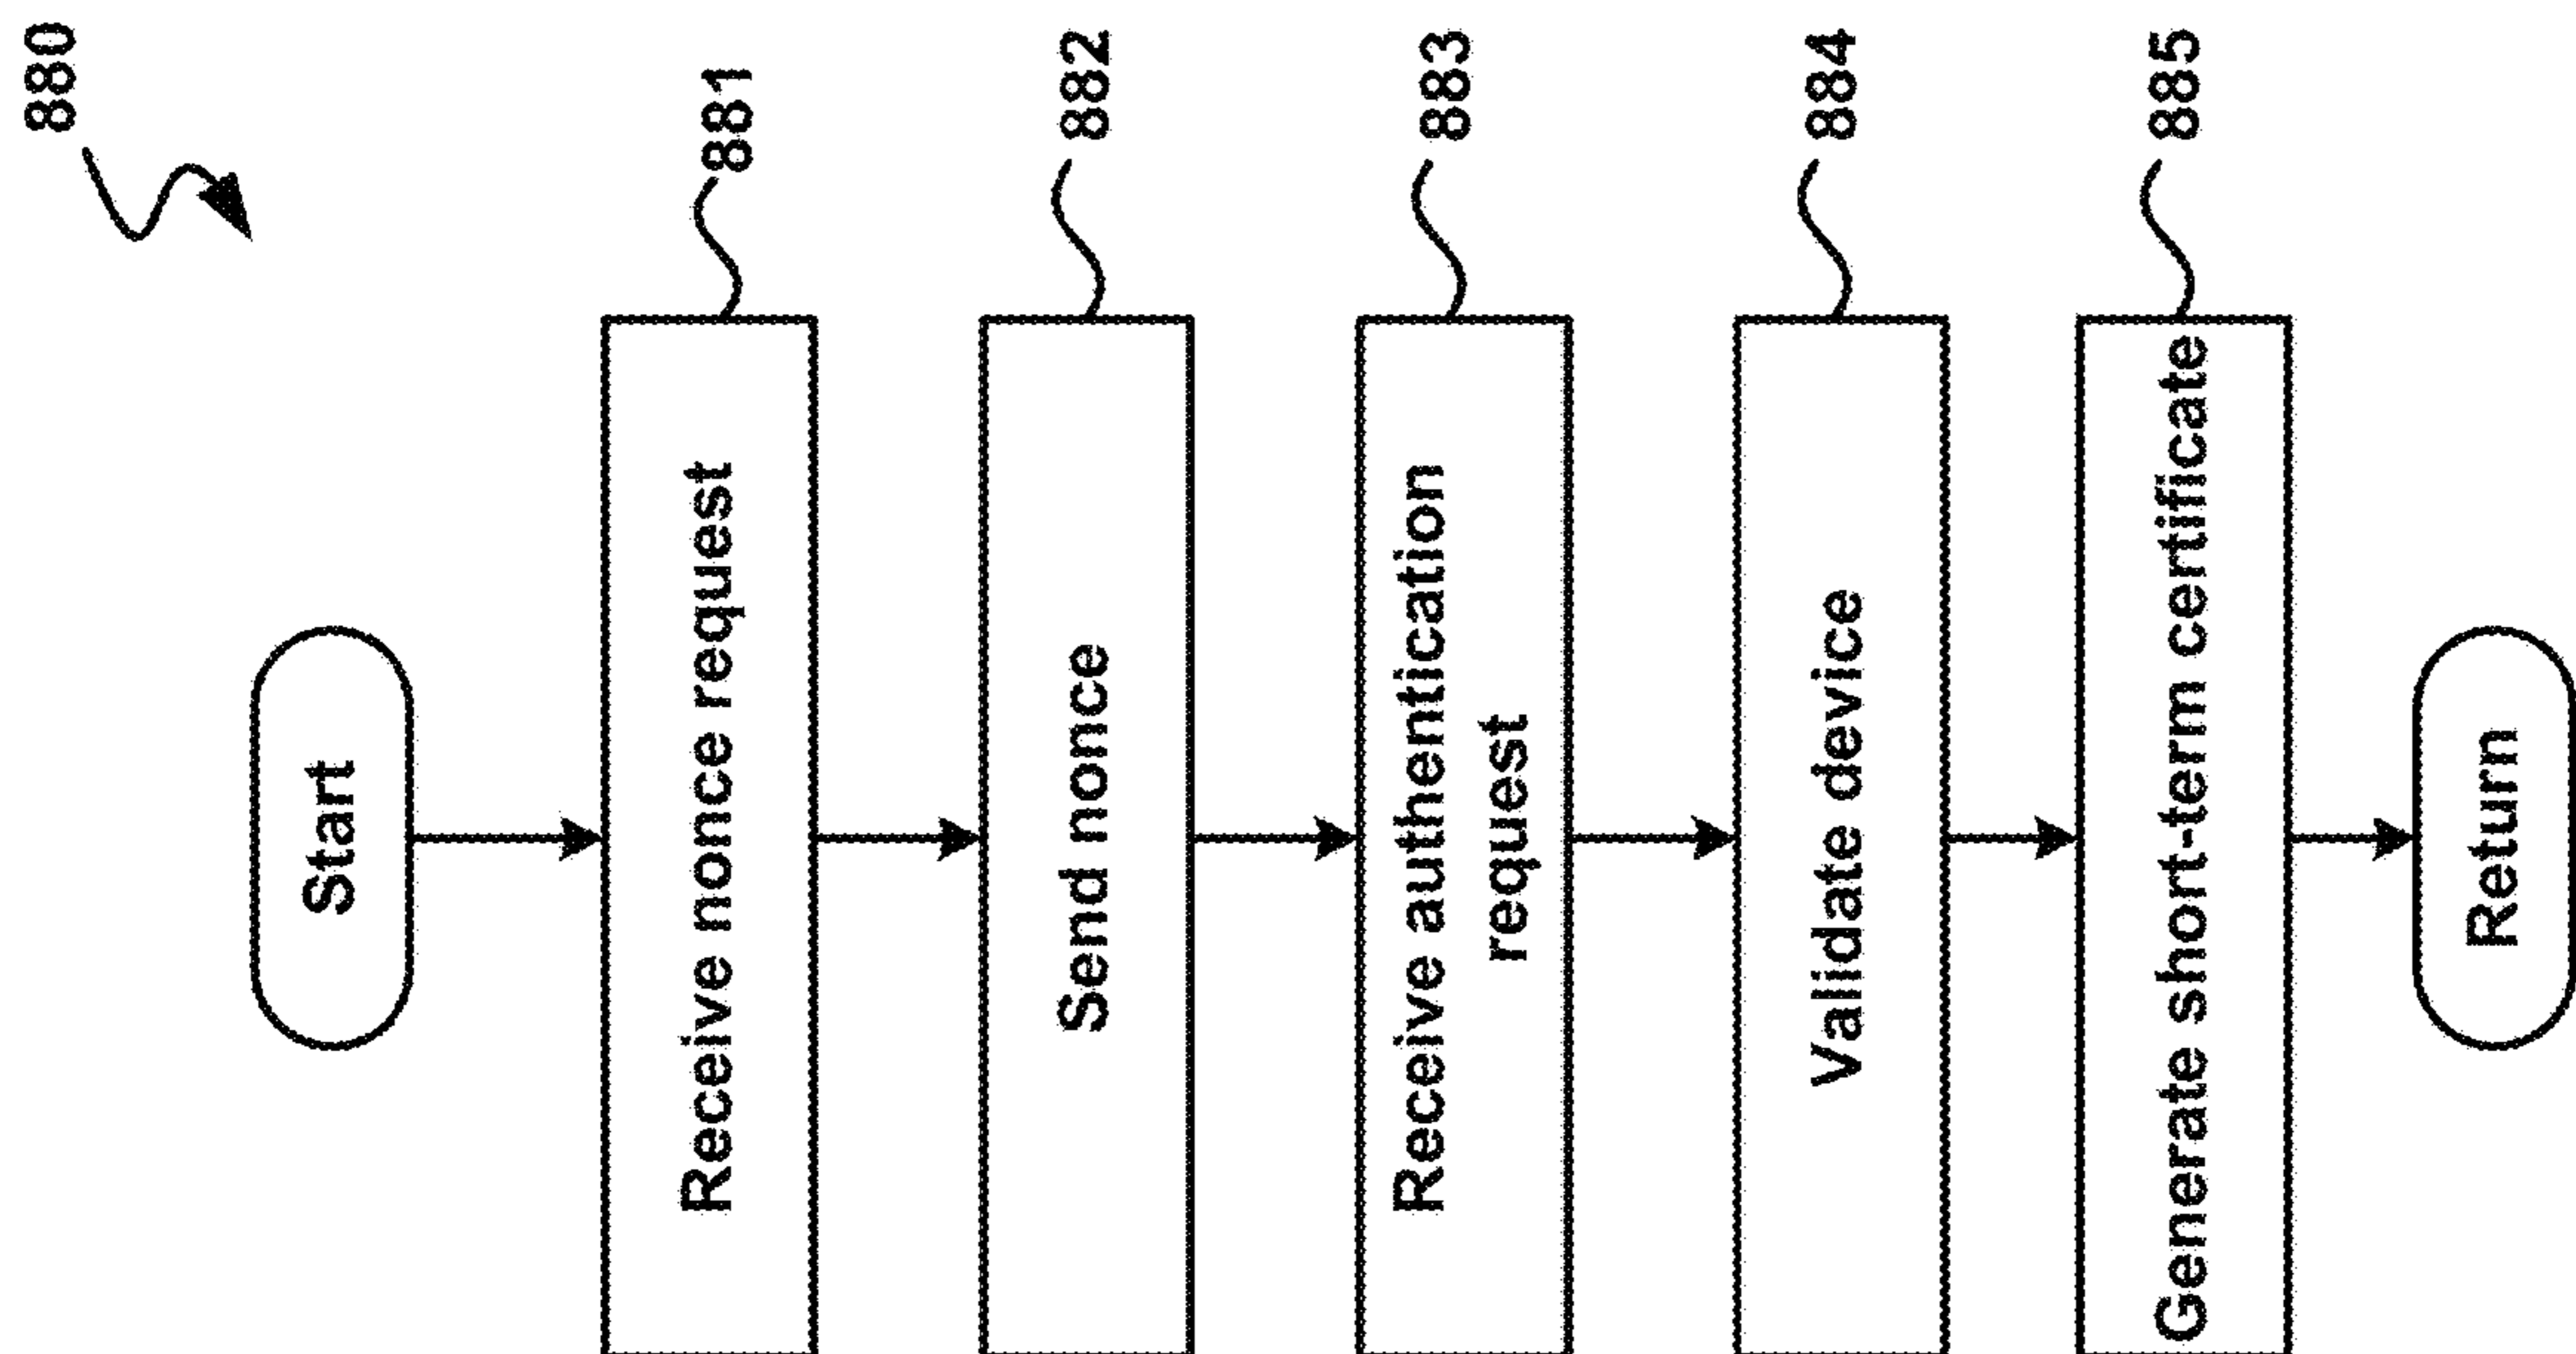 880
Start
Receive nonce request
881
Send nonce
882
Receive authentication
request
883
Validate device
884
Generate short-term certificate
885
Return